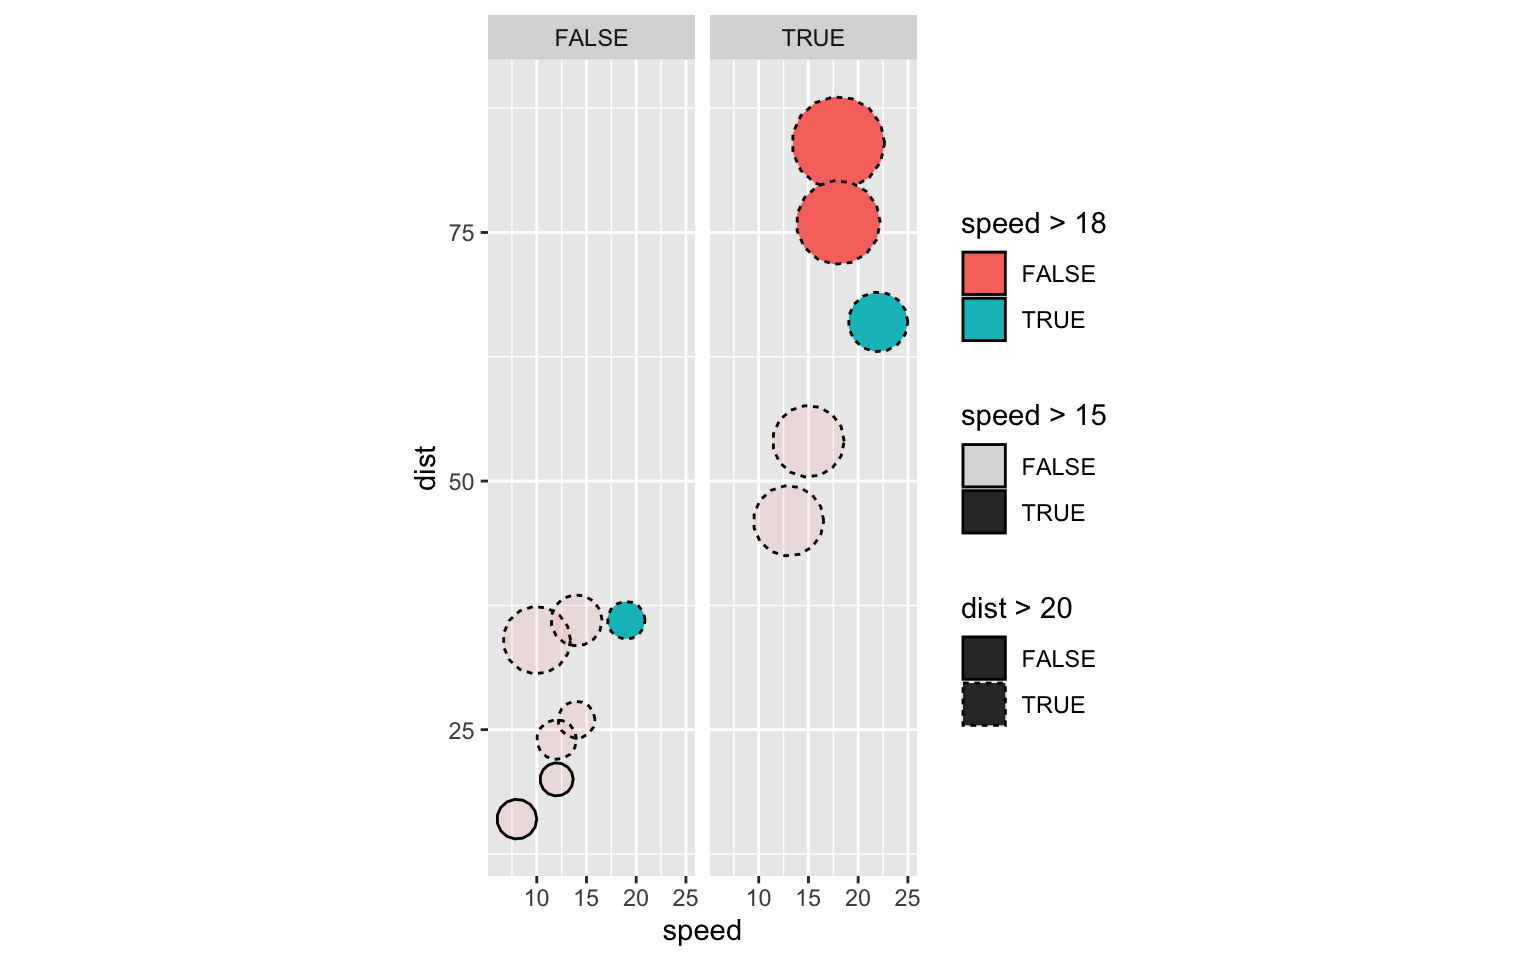 FALSE TRUE
75
50
25
dist
10 15 20 25 10 15 20 25
speed
speed > 18
FALSE
TRUE
speed > 15
FALSE
TRUE
dist > 20
FALSE
TRUE